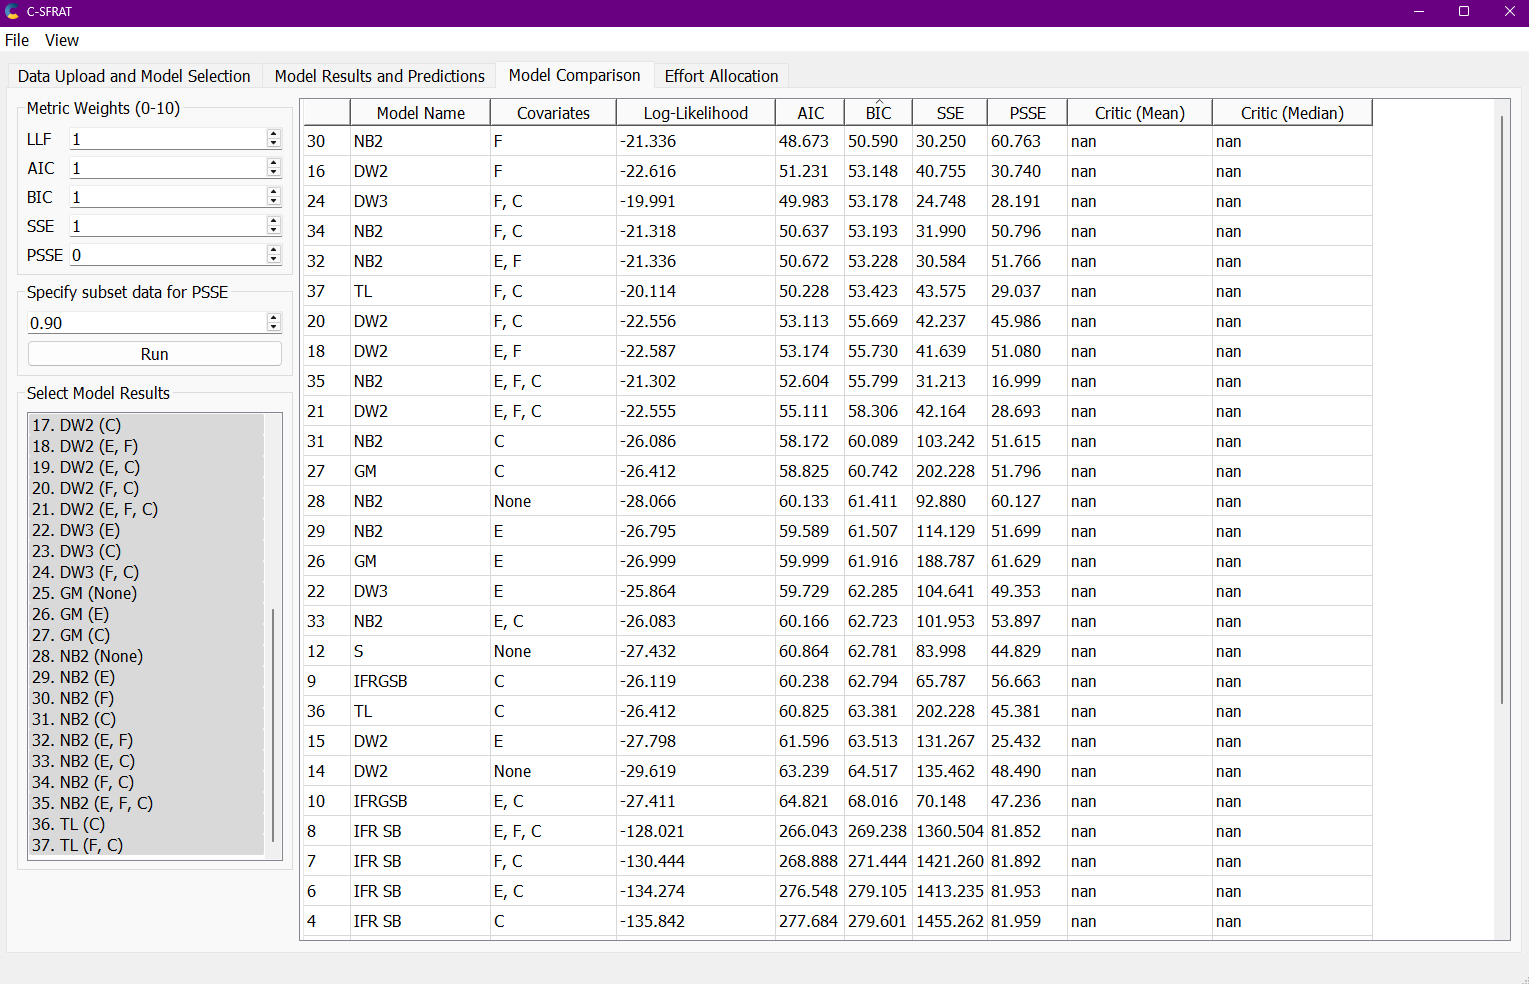 C-SFRAT
File View
Data Upload and Model Selection Model Results and Predictions Model Comparison Effort Allocation
Metric Weights (0-10)
LLF 1
AIC 1
BIC 1
SSE 1
PSSE 0
Specify subset data for PSSE
0.90
Run
Select Model Results
17. DW2 (C)
18. DW2 (E, F)
19. DW2 (E, C)
20. DW2 (F, C)
21. DW2 (E, F, C)
22. DW3 (E)
23. DW3 (C)
24. DW3 (F, C)
25. GM (None)
26. GM (E)
27. GM (C)
28. NB2 (None)
29. NB2 (E)
30. NB2 (F)
31. NB2 (C)
32. NB2 (E, F)
33. NB2 (E, C)
34. NB2 (F, C)
35. NB2 (E, F, C)
36. TL (C)
37. TL (F, C)
Model Name Covariates Log-Likelihood AIC BIC SSE PSSE Critic (Mean) Critic (Median)
30 NB2 F -21.336 48.673 50.590 30.250 60.763 nan nan
16 DW2 F -22.616 51.231 53.148 40.755 30.740 nan nan
24 DW3 F, C -19.991 49.983 53.178 24.748 28.191 nan nan
34 NB2 F, C -21.318 50.637 53.193 31.990 50.796 nan nan
32 NB2 E, F -21.336 50.672 53.228 30.584 51.766 nan nan
37 TL F, C -20.114 50.228 53.423 43.575 29.037 nan nan
20 DW2 F, C -22.556 53.113 55.669 42.237 45.986 nan nan
18 DW2 E, F -22.587 53.174 55.730 41.639 51.080 nan nan
35 NB2 E, F, C -21.302 52.604 55.799 31.213 16.999 nan nan
21 DW2 E, F, C -22.555 55.111 58.306 42.164 28.693 nan nan
31 NB2 C -26.086 58.172 60.089 103.242 51.615 nan nan
27 GM C -26.412 58.825 60.742 202.228 51.796 nan nan
28 NB2 None -28.066 60.133 61.411 92.880 60.127 nan nan
29 NB2 E -26.795 59.589 61.507 114.129 51.699 nan nan
26 GM E -26.999 59.999 61.916 188.787 61.629 nan nan
22 DW3 E -25.864 59.729 62.285 104.641 49.353 nan nan
33 NB2 E, C -26.083 60.166 62.723 101.953 53.897 nan nan
12 S None -27.432 60.864 62.781 83.998 44.829 nan nan
9 IFRGSB C -26.119 60.238 62.794 65.787 56.663 nan nan
36 TL C -26.412 60.825 63.381 202.228 45.381 nan nan
15 DW2 E -27.798 61.596 63.513 131.267 25.432 nan nan
14 DW2 None -29.619 63.239 64.517 135.462 48.490 nan nan
10 IFRGSB E, C -27.411 64.821 68.016 70.148 47.236 nan nan
8 IFR SB E, F, C -128.021 266.043 269.238 1360.504 81.852 nan nan
7 IFR SB F, C -130.444 268.888 271.444 1421.260 81.892 nan nan
6 IFR SB E, C -134.274 276.548 279.105 1413.235 81.953 nan nan
4 IFR SB C -135.842 277.684 279.601 1455.262 81.959 nan nan